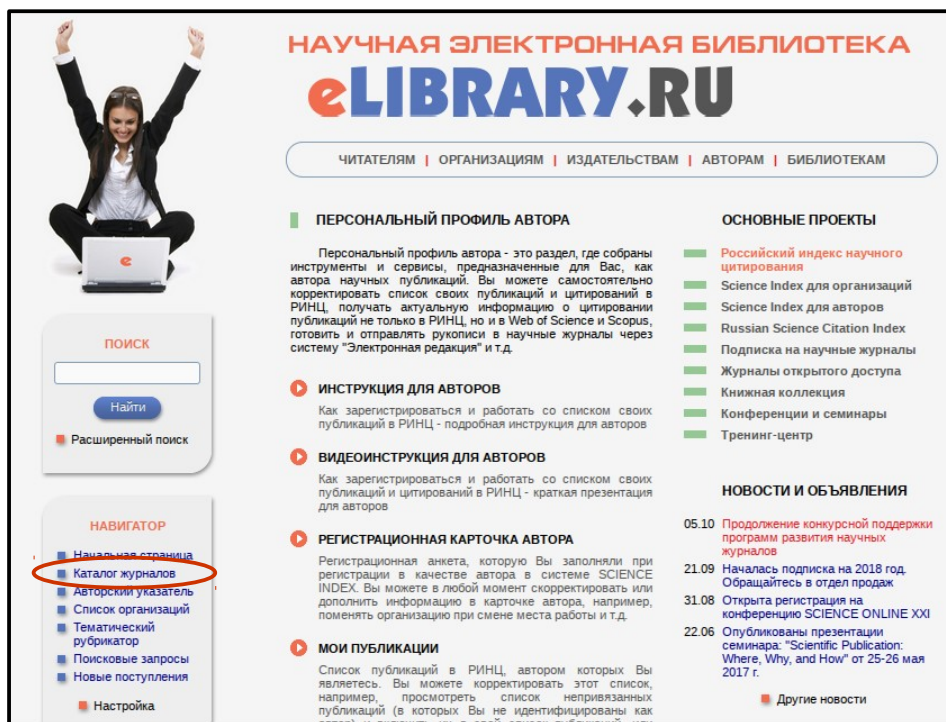 НАУЧНАЯ ЭЛЕКТРОННАЯ БИБЛИОТЕКА
eLIBRARY.RU
ЧИТАТЕЛЯМ | ОРГАНИЗАЦИЯМ | ИЗДАТЕЛЬСТВАМ | АВТОРАМ | БИБЛИОТЕКАМ
e
ПОИСК
Найти
Расширенный поиск
НАВИГАТОР
Начальная страница
Каталог журналов
Авторский указатель
Список организаций
Тематический
рубрикатор
Поисковые запросы
Новые поступления
Настройка
ПЕРСОНАЛЬНЫЙ ПРОФИЛЬ АВТОРА
Персональный профиль автора - это раздел, где собраны
инструменты и сервисы, предназначенные для Вас, как
автора научных публикаций. Вы можете самостоятельно
корректировать список своих публикаций и цитирований в
РИНЦ, получать актуальную информацию о цитировании
публикаций не только в РИНЦ, но и в Web of Science и Scopus,
готовить и отправлять рукописи в научные журналы через
систему "Электронная редакция" и т.д.
ИНСТРУКЦИЯ ДЛЯ АВТОРОВ
Как зарегистрироваться и работать со списком своих
публикаций в РИНЦ - подробная инструкция для авторов
ВИДЕОИНСТРУКЦИЯ ДЛЯ АВТОРОВ
Как зарегистрироваться и работать со списком своих
публикаций и цитирований в РИНЦ - краткая презентация
для авторов
РЕГИСТРАЦИОННАЯ КАРТОЧКА АВТОРА
Регистрационная анкета, которую Вы заполняли при
регистрации в качестве автора в системе SCIENCE
INDEX. Вы можете в любой момент скорректировать или
дополнить информацию в карточке автора, например,
поменять организацию при смене места работы и т.д.
МОИ ПУБЛИКАЦИИ
Список публикаций в РИНЦ, автором которых Вы
являетесь. Вы можете корректировать этот список,
например, просмотреть список непривязанных
публикаций (в которых Вы не идентифицированы как
ОСНОВНЫЕ ПРОЕКТЫ
Российский индекс научного
цитирования
Science Index для организаций
Science Index для авторов
Russian Science Citation Index
Подписка на научные журналы
Журналы открытого доступа
Книжная коллекция
Конференции и семинары
Тренинг-центр
НОВОСТИ И ОБЪЯВЛЕНИЯ
05.10 Продолжение конкурсной поддержки
программ развития научных
журналов
21.09 Началась подписка на 2018 год.
Обращайтесь в отдел продаж
31.08 Открыта регистрация на
конференцию SCIENCE ONLINE XXI
22.06 Опубликованы презентации
семинара: "Scientific Publication:
Where, Why, and How" от 25-26 мая
2017 г.
Другие новости